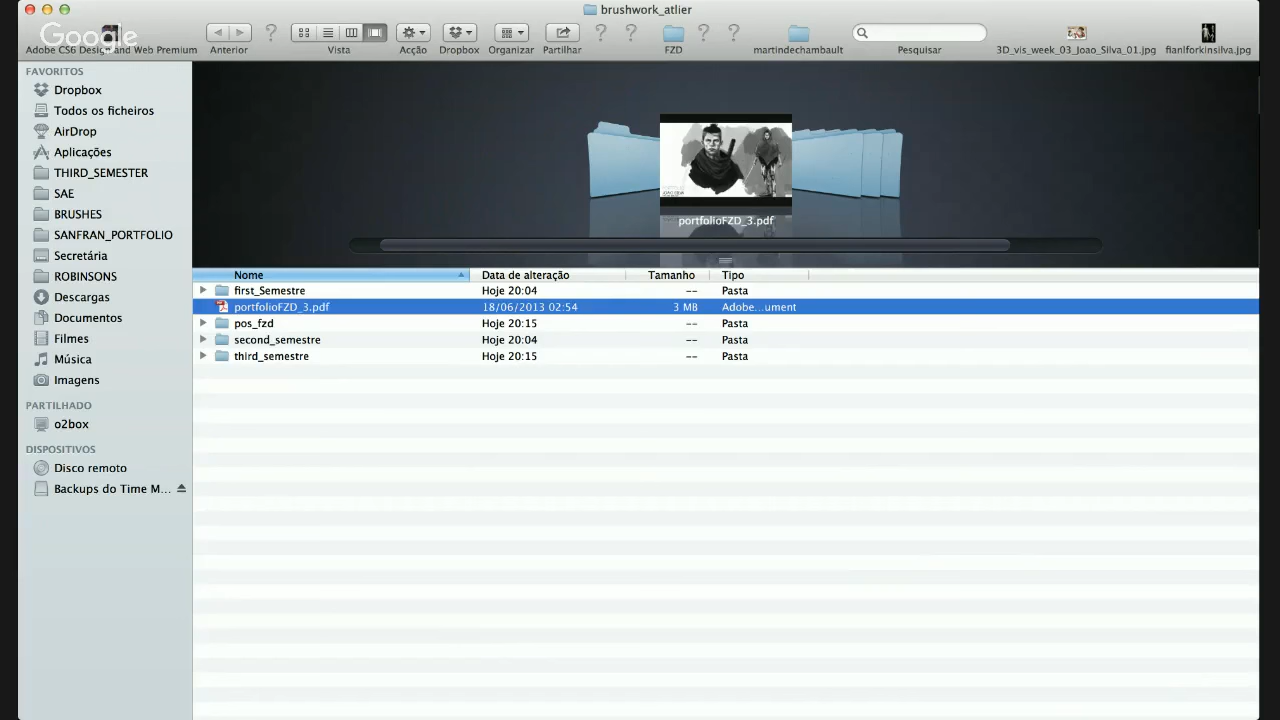 brushwork_atlier
Google
Adobe CS6 Design and Web Premium
Anterior
Vista
Acção
Dropbox
Organizar
Partilhar
FZD
martindechambault
Pesquisar
3D_vis_week_03_Joao_Silva_01.jpg
fianlforkinsilva.jpg
FAVORITOS
Dropbox
Todos os ficheiros
AirDrop
Aplicações
THIRD_SEMESTER
SAE
BRUSHES
SANFRAN_PORTFOLIO
Secretária
ROBINSONS
Descargas
Documentos
Filmes
Música
Imagens
PARTILHADO
o2box
DISPOSITIVOS
Disco remoto
Backups do Time M...
portfolioFZD_3.pdf
Nome Data de alteração Tamanho Tipo
first_Semestre Hoje 20:04 -- Pasta
portfolioFZD_3.pdf 18/06/2013 02:54 3 MB Adobe...ument
pos_fzd Hoje 20:15 -- Pasta
second_semestre Hoje 20:04 -- Pasta
third_semestre Hoje 20:15 -- Pasta